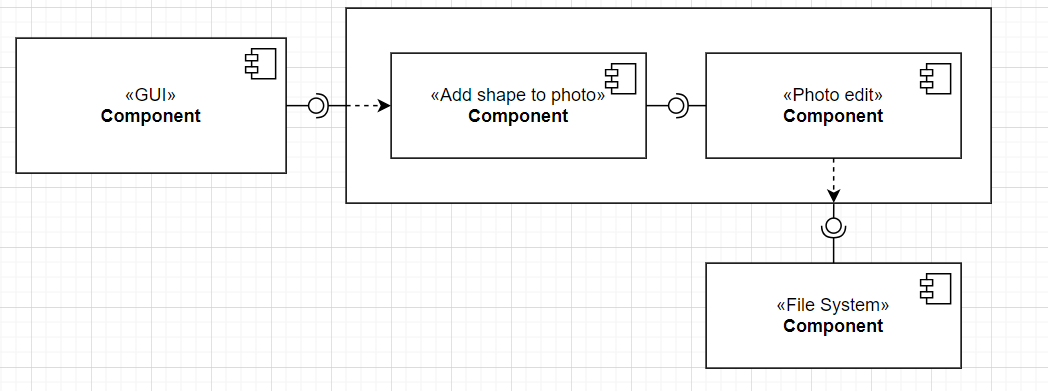 «GUI»
Component
«Add shape to photo»
Component
«Photo edit»
Component
«File System»
Component